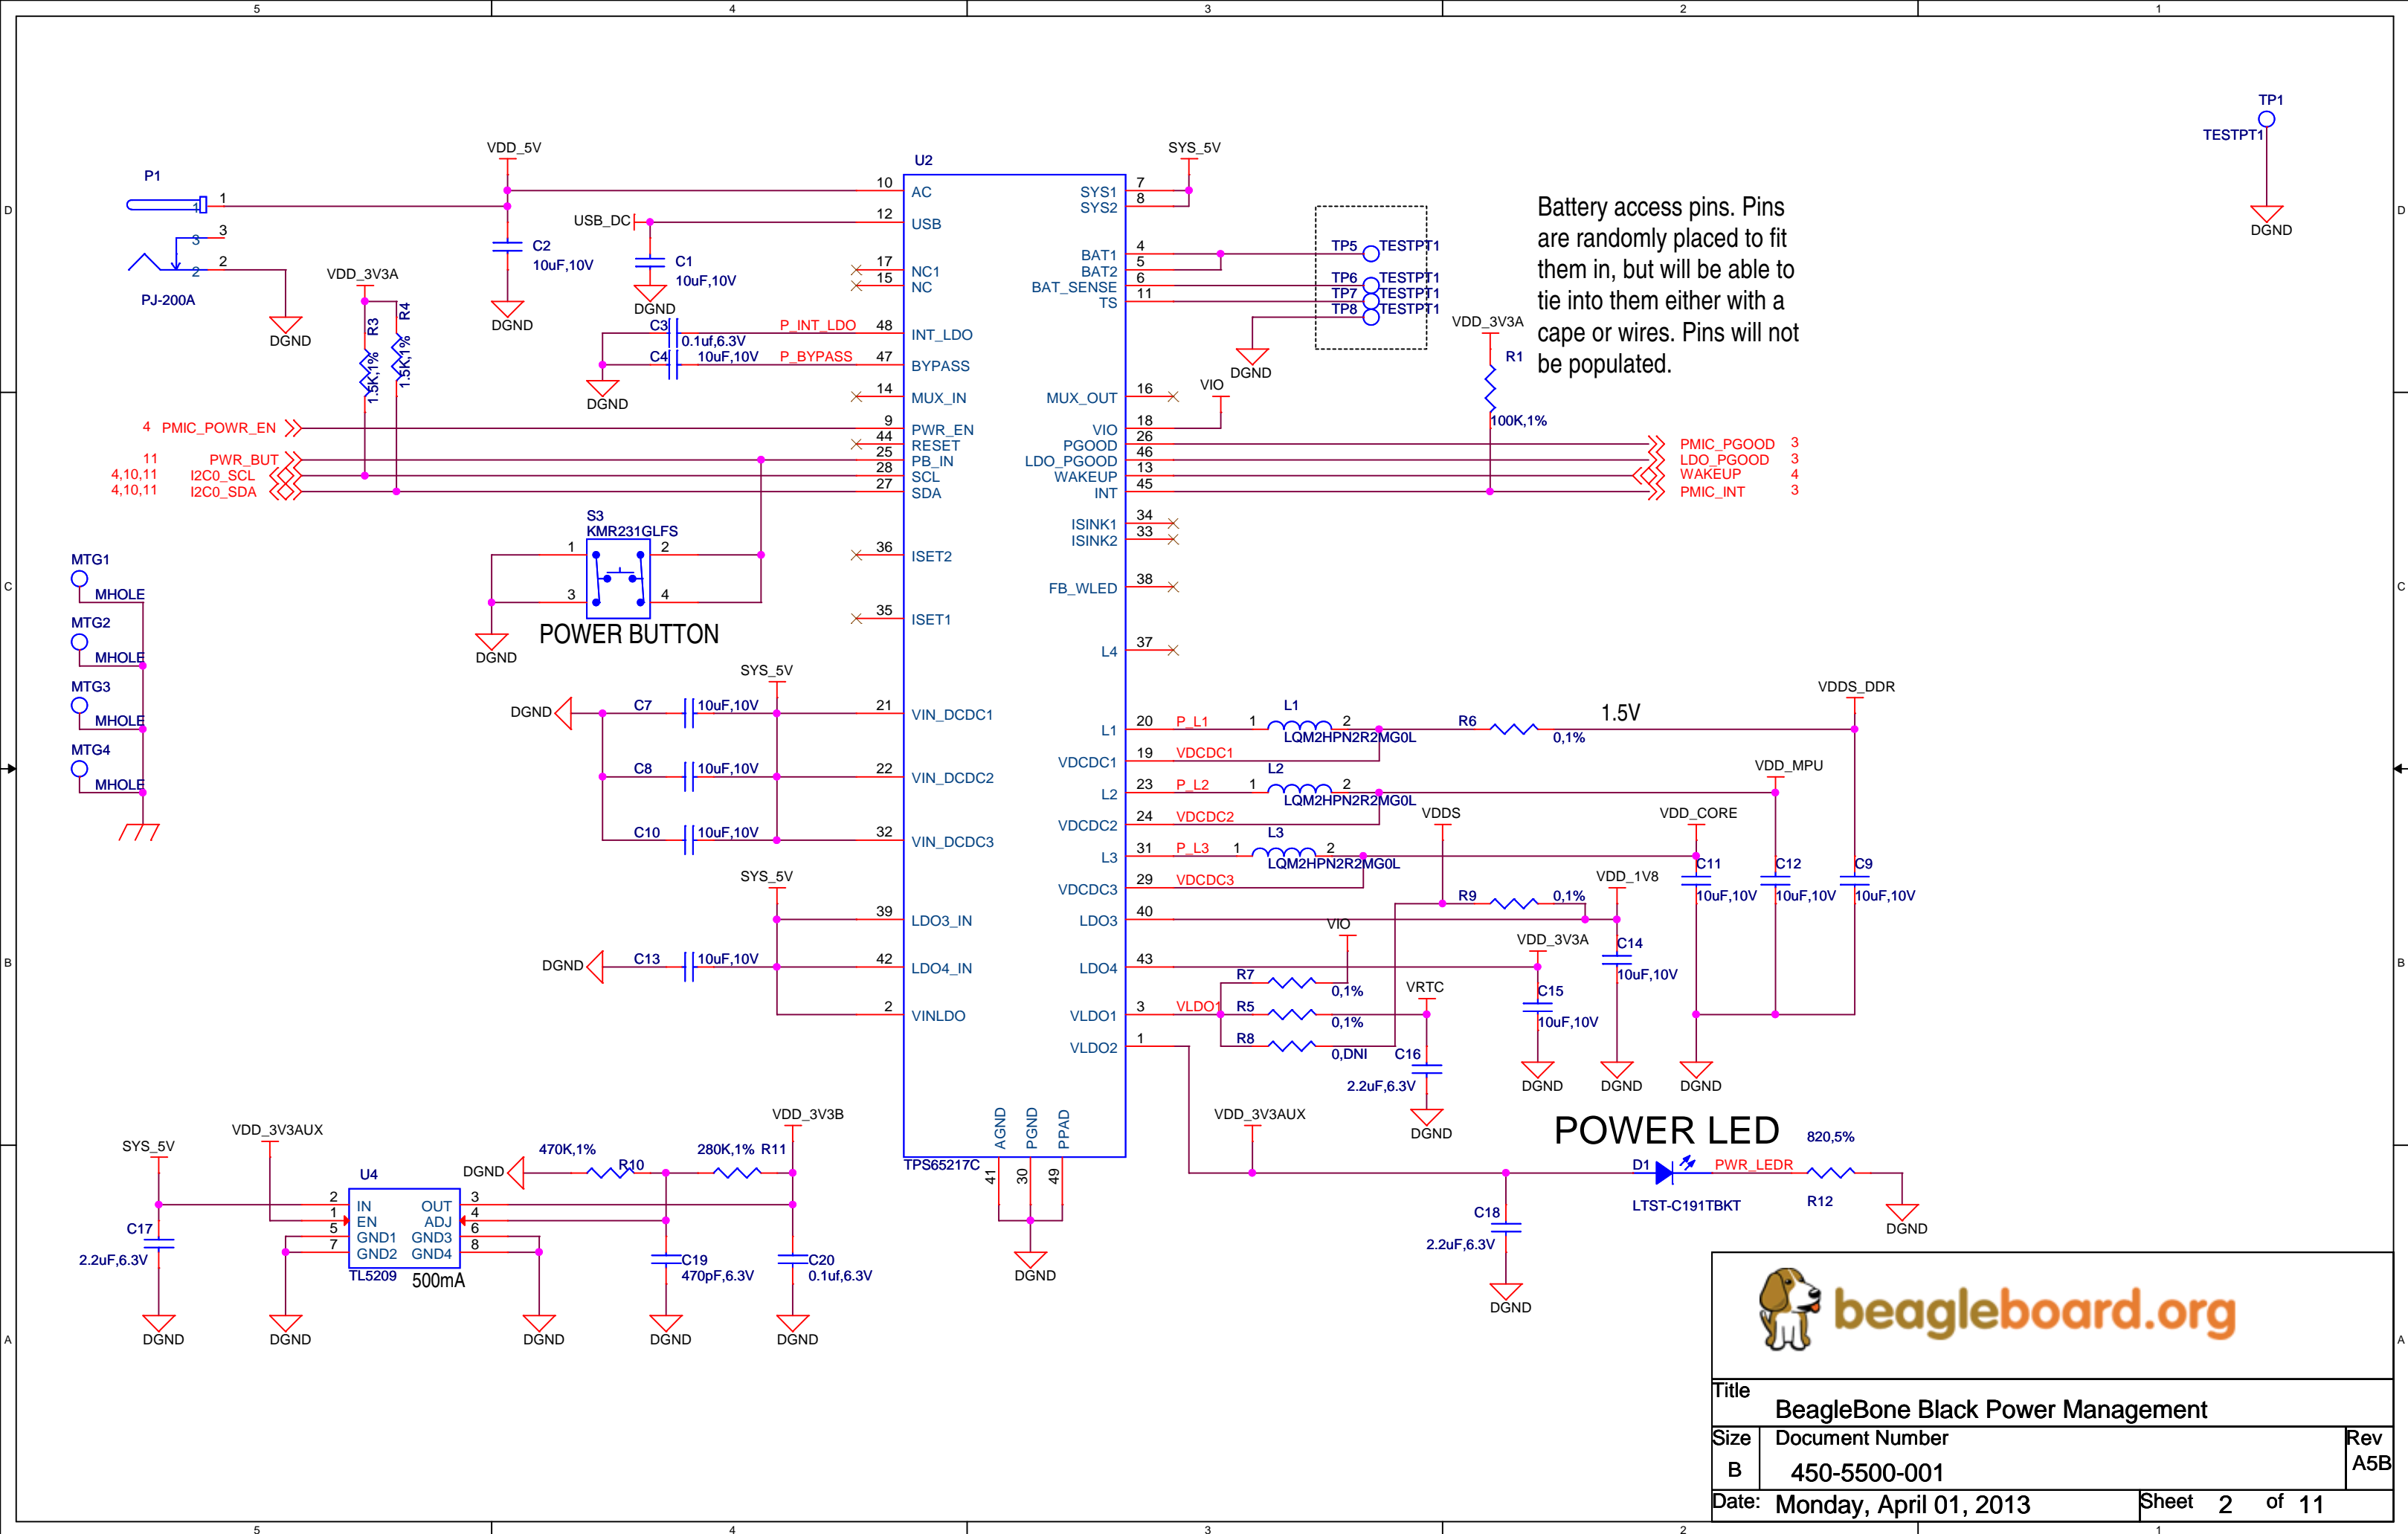 5 4 3 2 1
D
C
B
A
D
C
B
A
TP1
TESTPT1
DGND
P1
1
1
3
3
2
2
PJ-200A
DGND
VDD_5V
C2
10uF,10V
DGND
USB_DC
C1
10uF,10V
DGND
VDD_3V3A
R3
1.5K,1%
R4
1.5K,1%
C3
0.1uf,6.3V
P_INT_LDO
C4
10uF,10V
P_BYPASS
DGND
4 PMIC_POWR_EN
11 PWR_BUT
4,10,11 I2C0_SCL
4,10,11 I2C0_SDA
S3
KMR231GLFS
1 2
3 4
DGND
POWER BUTTON
MTG1
MHOLE
MTG2
MHOLE
MTG3
MHOLE
MTG4
MHOLE
SYS_5V
DGND
C7 10uF,10V
C8 10uF,10V
C10 10uF,10V
SYS_5V
DGND C13 10uF,10V
U2
10 AC
12 USB
17 NC1
15 NC
48 INT_LDO
47 BYPASS
14 MUX_IN
9 PWR_EN
44 RESET
25 PB_IN
28 SCL
27 SDA
36 ISET2
35 ISET1
21 VIN_DCDC1
22 VIN_DCDC2
32 VIN_DCDC3
39 LDO3_IN
42 LDO4_IN
2 VINLDO
SYS1 7
SYS2 8
BAT1 4
BAT2 5
BAT_SENSE 6
TS 11
MUX_OUT 16
VIO 18
PGOOD 26
LDO_PGOOD 46
WAKEUP 13
INT 45
ISINK1 34
ISINK2 33
FB_WLED 38
L4 37
L1 20
VDCDC1 19
L2 23
VDCDC2 24
L3 31
VDCDC3 29
LDO3 40
LDO4 43
VLDO1 3
VLDO2 1
AGND PGND PPAD
41 30 49
TPS65217C
DGND
SYS_5V
TP5 TESTPT1
TP6 TESTPT1
TP7 TESTPT1
TP8 TESTPT1
DGND
Battery access pins. Pins
are randomly placed to fit
them in, but will be able to
tie into them either with a
cape or wires. Pins will not
be populated.
VDD_3V3A
R1
100K,1%
VIO
PMIC_PGOOD 3
LDO_PGOOD 3
WAKEUP 4
PMIC_INT 3
P_L1 1 L1 2
LQM2HPN2R2MG0L
VDCDC1
R6
0,1%
1.5V
VDDS_DDR
P_L2 1 L2 2
LQM2HPN2R2MG0L
VDCDC2
VDD_MPU
P_L3 1 L3 2
LQM2HPN2R2MG0L
VDCDC3
VDDS
VDD_CORE
C11
10uF,10V
C12
10uF,10V
C9
10uF,10V
R9 0,1%
VDD_1V8
C14
10uF,10V
VDD_3V3A
C15
10uF,10V
VIO
R7
0,1%
VLDO1
R5
0,1%
R8
0,DNI
VRTC
C16
2.2uF,6.3V
DGND
DGND
DGND
DGND
VDD_3V3AUX
POWER LED
D1
LTST-C191TBKT
PWR_LEDR
820,5%
R12
DGND
C18
2.2uF,6.3V
DGND
SYS_5V
VDD_3V3AUX
C17
2.2uF,6.3V
U4
2 IN OUT 3
1 EN ADJ 4
5 GND1 GND3 6
7 GND2 GND4 8
TL5209
500mA
DGND
470K,1%
R10
280K,1% R11
VDD_3V3B
C19
470pF,6.3V
C20
0.1uf,6.3V
DGND
DGND
DGND
DGND
DGND
beagleboard.org
Title
BeagleBone Black Power Management
Size Document Number Rev
B 450-5500-001 A5B
Date: Monday, April 01, 2013 Sheet 2 of 11
5 4 3 2 1